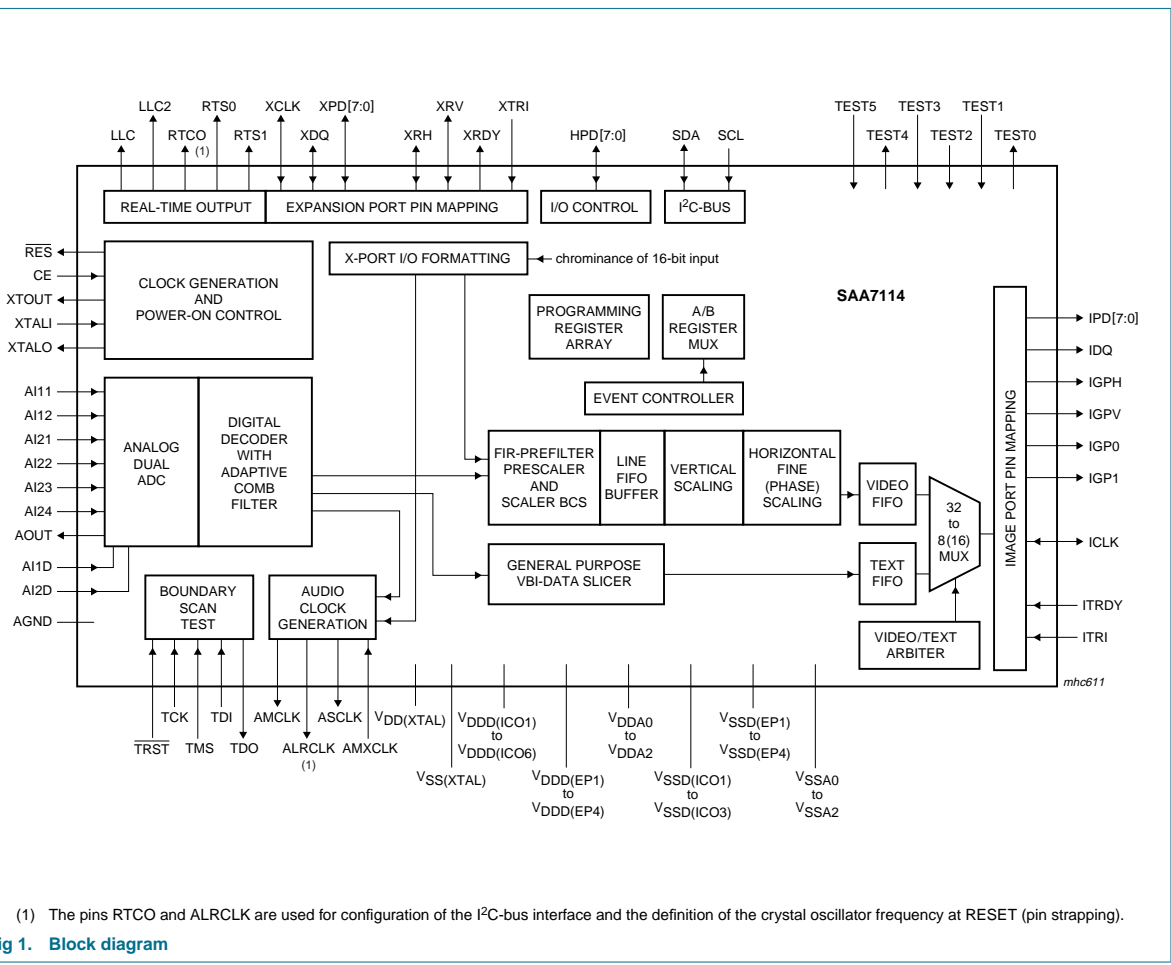 LLC2 RTS0 XCLK XPD[7:0] XRV XTRI TEST5 TEST3 TEST1
LLC RTCO RTS1 XDQ XRH XRDY HPD[7:0] SDA SCL TEST4 TEST2 TEST0
(1)
REAL-TIME OUTPUT
EXPANSION PORT PIN MAPPING
I/O CONTROL
I2C-BUS
RES
CE
XTOUT
XTALI
XTALO
CLOCK GENERATION
AND
POWER-ON CONTROL
X-PORT I/O FORMATTING
chrominance of 16-bit input
SAA7114
PROGRAMMING
REGISTER
ARRAY
A/B
REGISTER
MUX
EVENT CONTROLLER
AI11
AI12
AI21
AI22
AI23
AI24
AOUT
AI1D
AI2D
AGND
ANALOG
DUAL
ADC
DIGITAL
DECODER
WITH
ADAPTIVE
COMB
FILTER
FIR-PREFILTER
PRESCALER
AND
SCALER BCS
LINE
FIFO
BUFFER
VERTICAL
SCALING
HORIZONTAL
FINE
(PHASE)
SCALING
VIDEO
FIFO
32
to
8(16)
MUX
IMAGE PORT PIN MAPPING
IPD[7:0]
IDQ
IGPH
IGPV
IGP0
IGP1
ICLK
ITRDY
ITRI
GENERAL PURPOSE
VBI-DATA SLICER
TEXT
FIFO
VIDEO/TEXT
ARBITER
BOUNDARY
SCAN
TEST
AUDIO
CLOCK
GENERATION
mhc611
TCK TDI AMCLK ASCLK
TRST TMS TDO ALRCLK AMXCLK
(1)
VDD(XTAL)
VSS(XTAL)
VDDD(ICO1)
to
VDDD(ICO6)
VDDD(EP1)
to
VDDD(EP4)
VDDA0
to
VDDA2
VSSD(ICO1)
to
VSSD(ICO3)
VSSD(EP1)
to
VSSD(EP4)
VSSA0
to
VSSA2
(1) The pins RTCO and ALRCLK are used for configuration of the I2C-bus interface and the definition of the crystal oscillator frequency at RESET (pin strapping).
ig 1. Block diagram